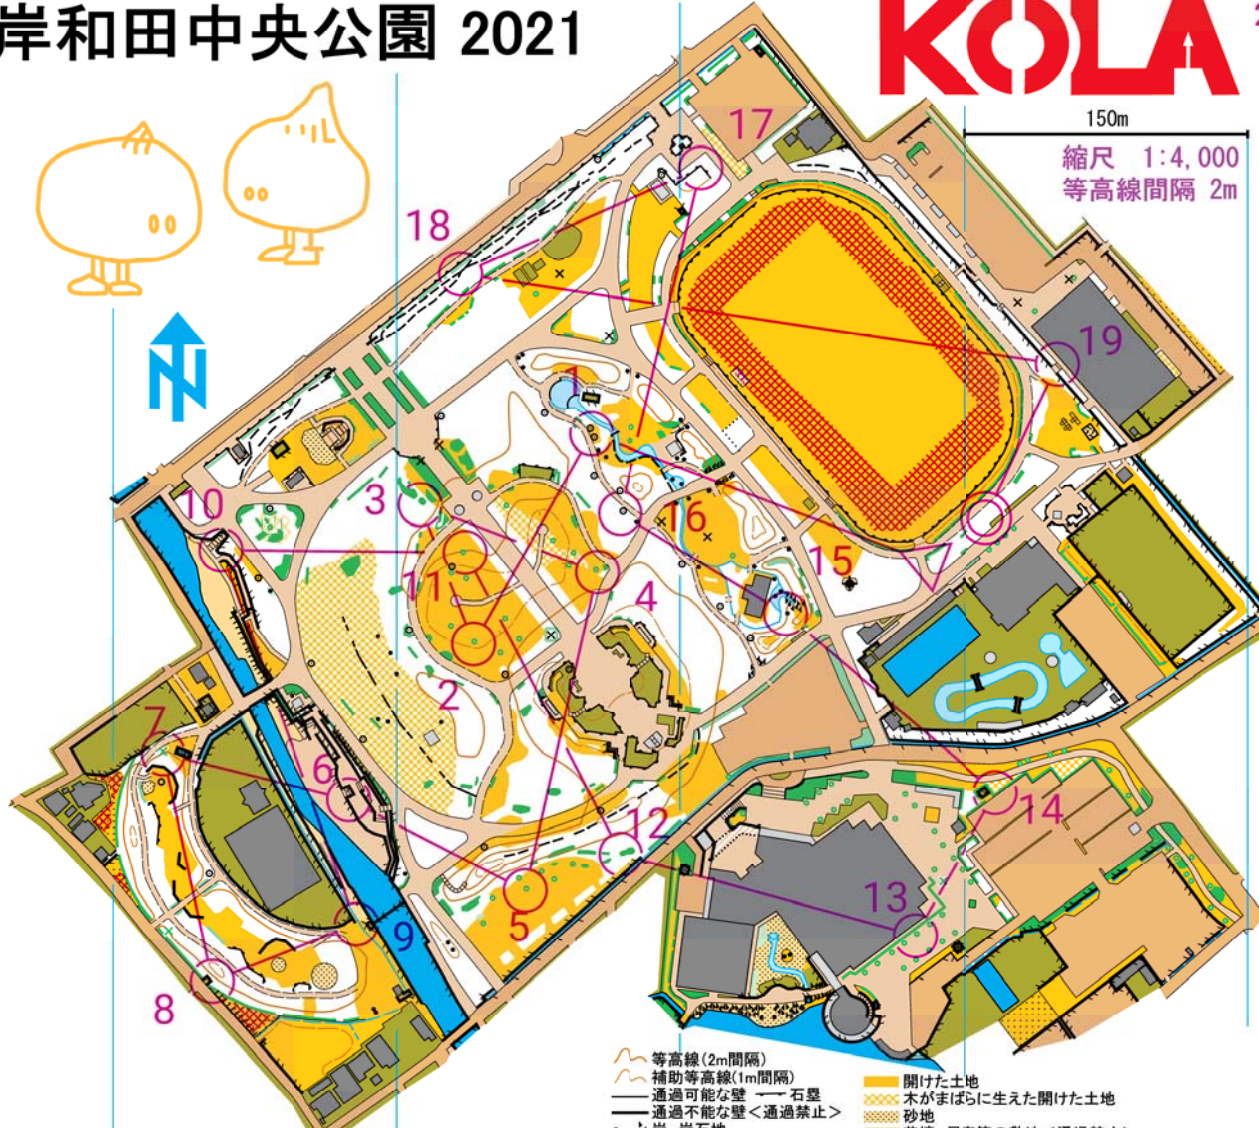 岸和田中央公園 2021
KOLA
150m
縮尺 1:4,000
等高線間隔 2m
N
17
18
19
1
3
10
16
11
15
4
2
7
6
12
14
13
5
9
8
等高線(2m間隔)
補助等高線(1m間隔)
通過可能な壁 石塁
通過不能な壁<通過禁止>
開けた土地
木がまばらに生えた開けた土地
砂地